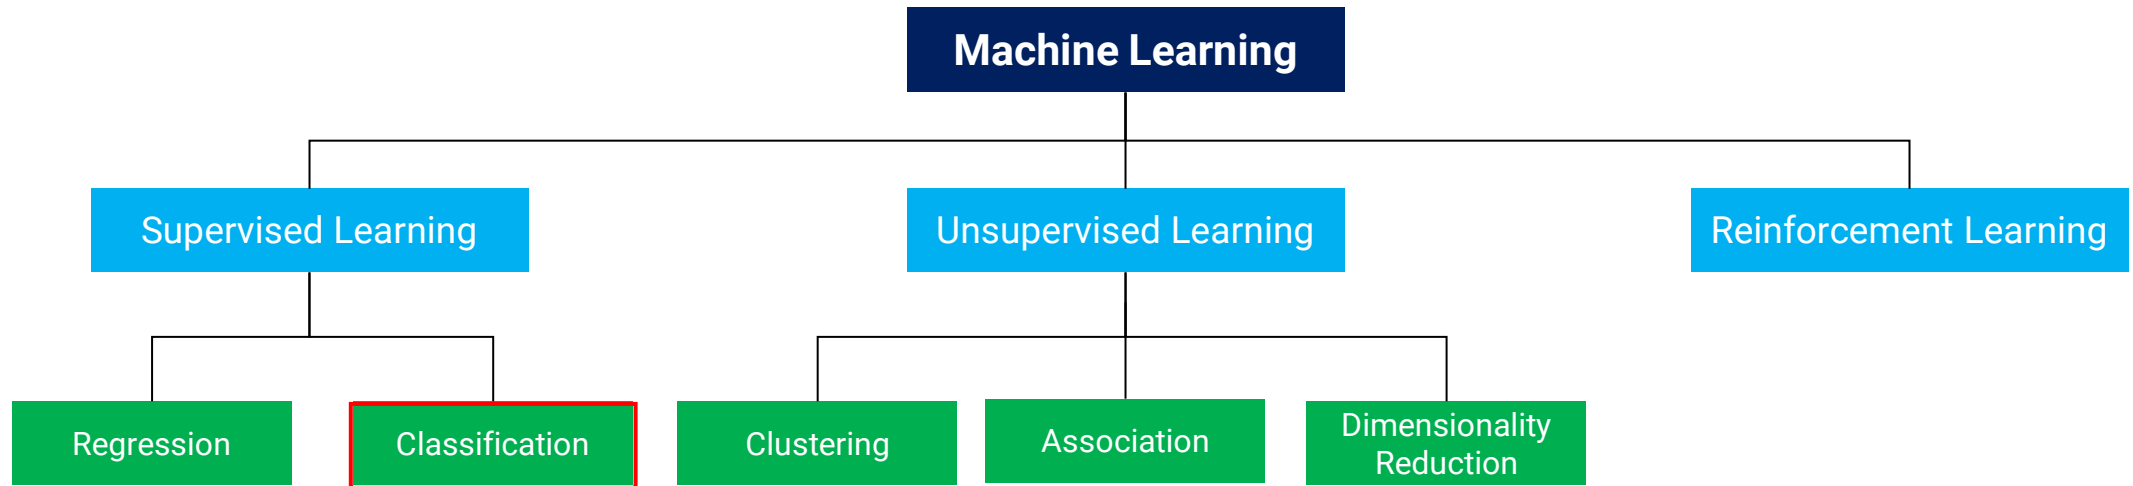 Machine Learning
Supervised Learning
Unsupervised Learning
Reinforcement Learning
Regression
Classification
Clustering
Association
Dimensionality
Reduction